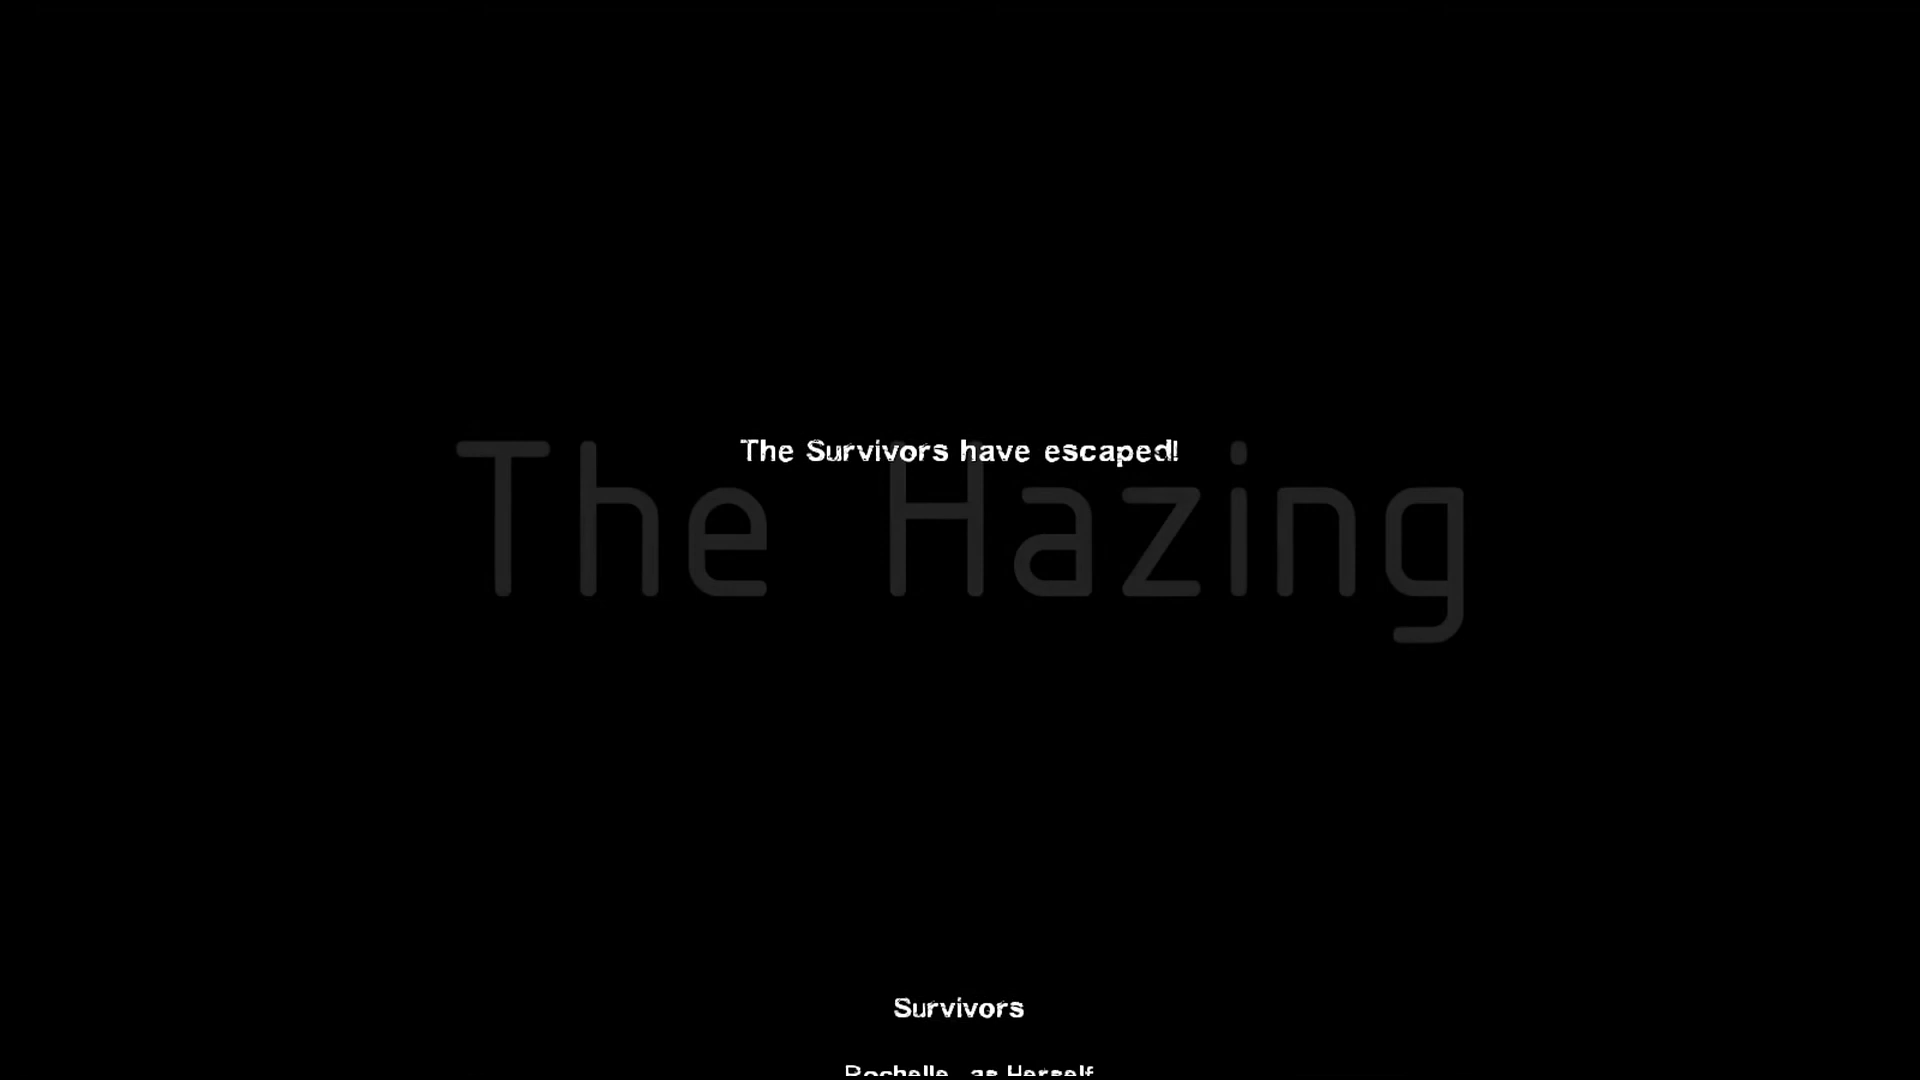 The Survivors have escaped!
The Hazing
Survivors
Rochelle as Herself